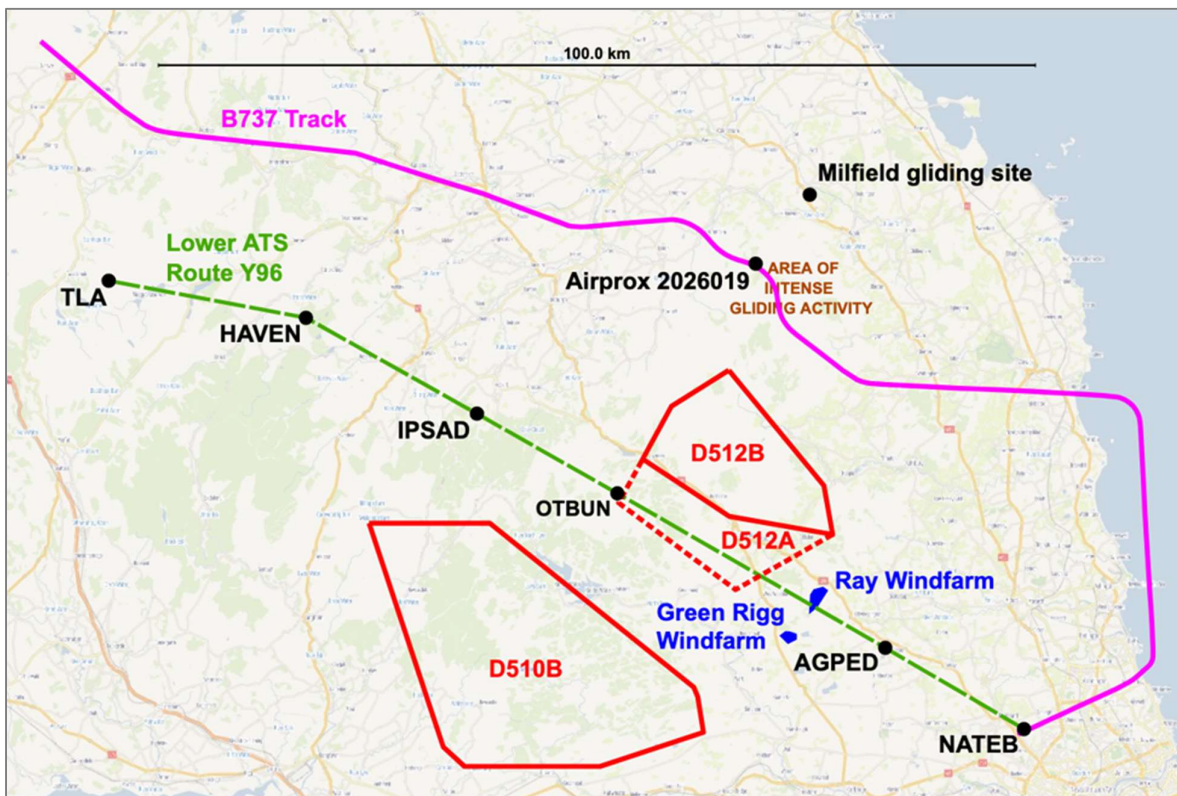 100.0 km
B737 Track
Milfield gliding site
Lower ATS
Route Y96
TLA
HAVEN
Airprox 2026019
AREA OF
INTENSE
GLIDING ACTIVITY
IPSAD
D512B
OTBUN
D512A
Ray Windfarm
Green Rigg
Windfarm
AGPED
D510B
NATEB